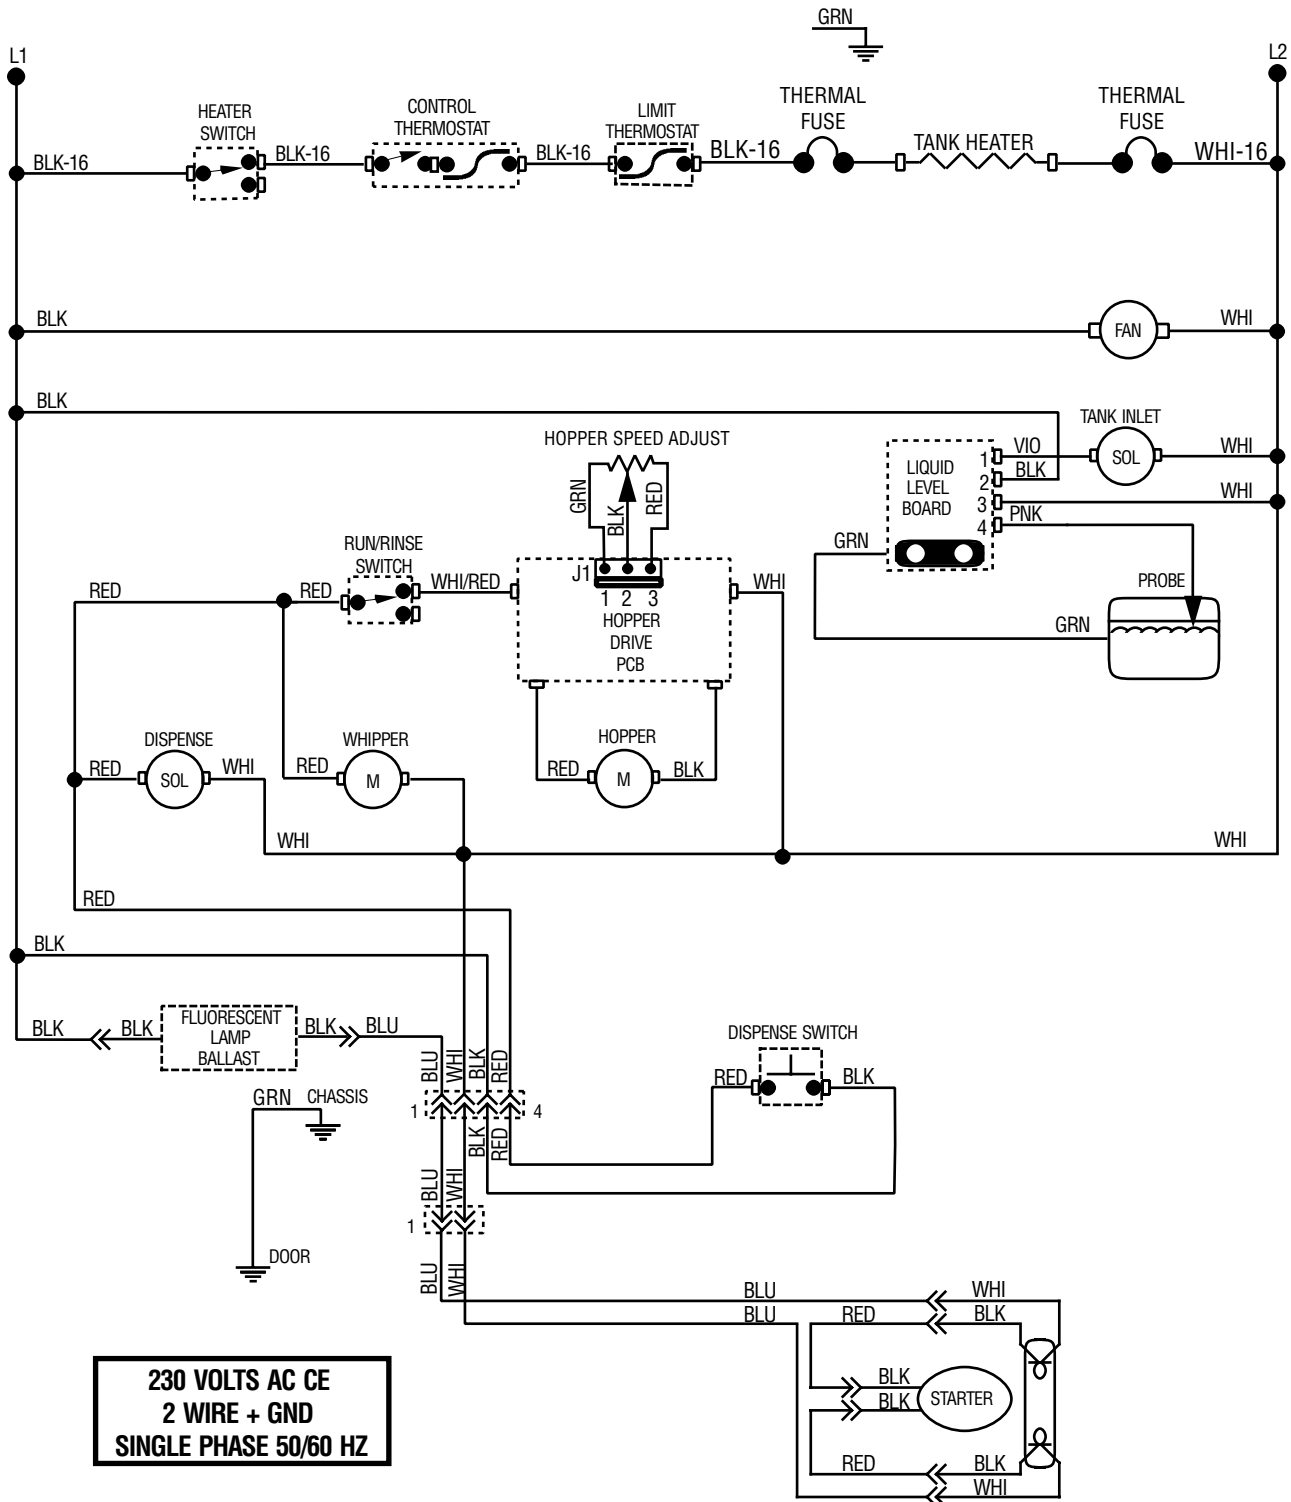 GRN
L1
L2
HEATER
SWITCH
CONTROL
THERMOSTAT
LIMIT
THERMOSTAT
THERMAL
FUSE
THERMAL
FUSE
BLK-16
BLK-16
BLK-16
BLK-16
TANK HEATER
WHI-16
BLK
FAN
WHI
BLK
HOPPER SPEED ADJUST
GRN
BLK
RED
LIQUID
LEVEL
BOARD
1
2
3
4
VIO
BLK
PNK
TANK INLET
SOL
WHI
WHI
GRN
GRN
PROBE
RED
RED
RUN/RINSE
SWITCH
WHI/RED
J1
1 2 3
HOPPER
DRIVE
PCB
WHI
DISPENSE
RED
SOL
WHI
WHIPPER
RED
M
HOPPER
RED
M
BLK
WHI
WHI
RED
BLK
BLK
BLK
FLUORESCENT
LAMP
BALLAST
BLK
BLU
BLU
WHI
BLK
RED
1
4
BLK
RED
DISPENSE SWITCH
RED
BLK
GRN
CHASSIS
DOOR
BLU
WHI
1
BLU
WHI
BLU
WHI
BLU
RED
BLK
BLK
BLK
STARTER
RED
BLK
WHI
230 VOLTS AC CE
2 WIRE + GND
SINGLE PHASE 50/60 HZ